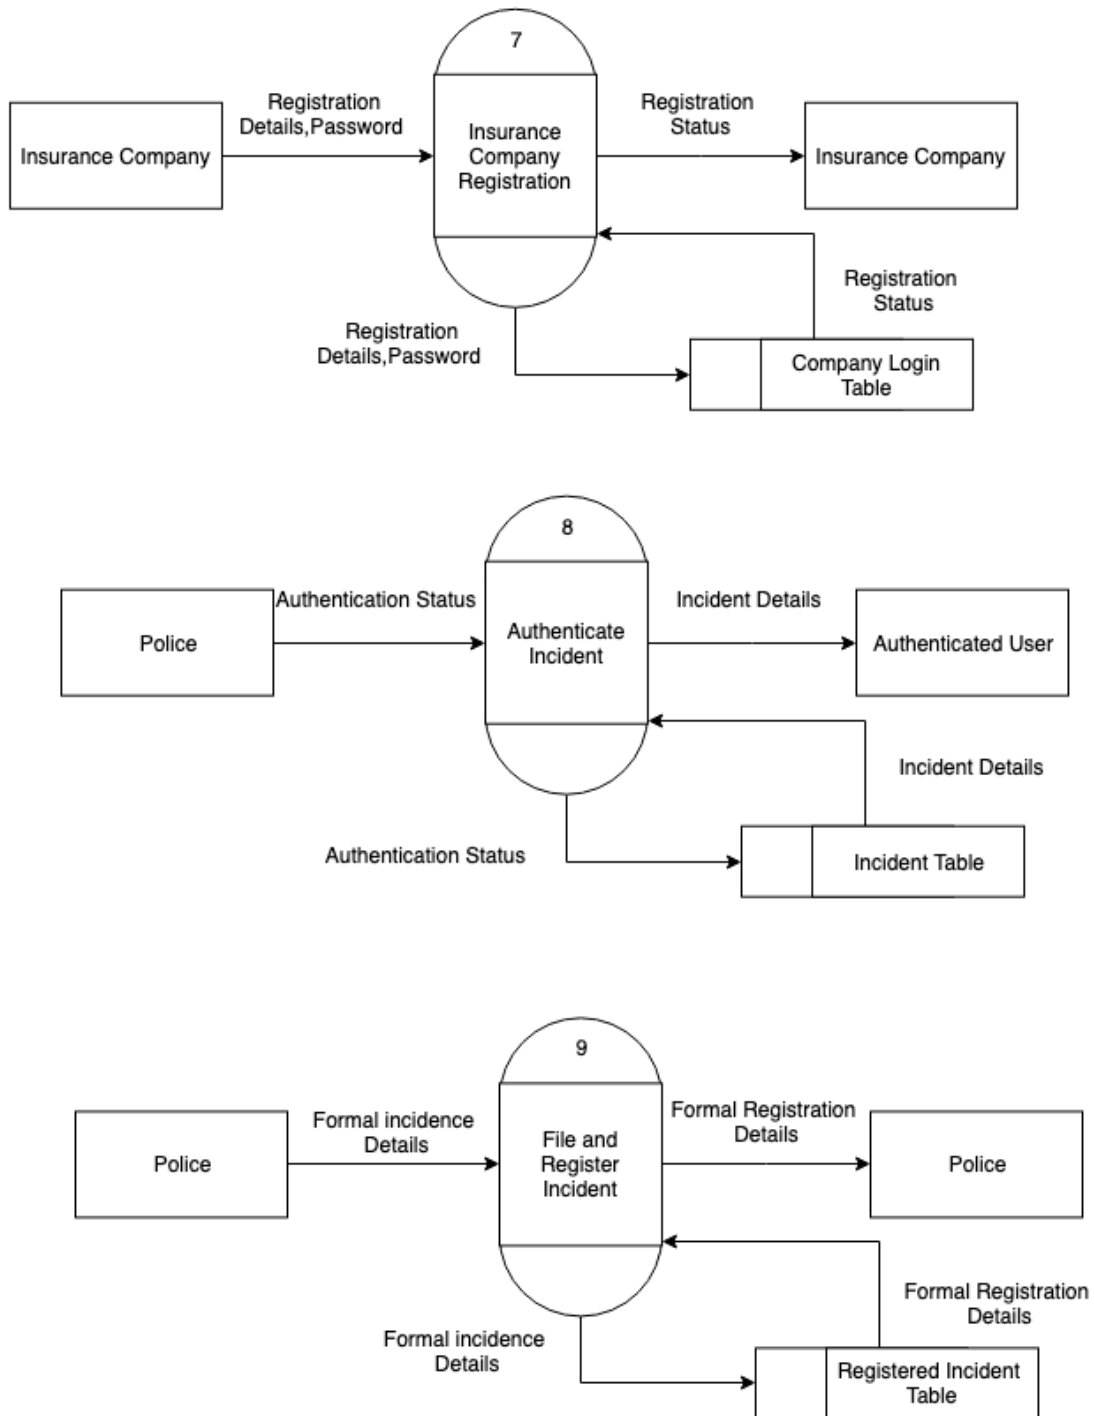 7
Registration
Details,Password
Registration
Status
Insurance Company
Insurance
Company
Registration
Insurance Company
Registration
Status
Registration
Details,Password
Company Login
Table
8
Authentication Status
Incident Details
Police
Authenticate
Incident
Authenticated User
Incident Details
Authentication Status
Incident Table
9
Formal incidence
Details
Formal Registration
Details
Police
File and
Register
Incident
Police
Formal Registration
Details
Formal incidence
Details
Registered Incident
Table